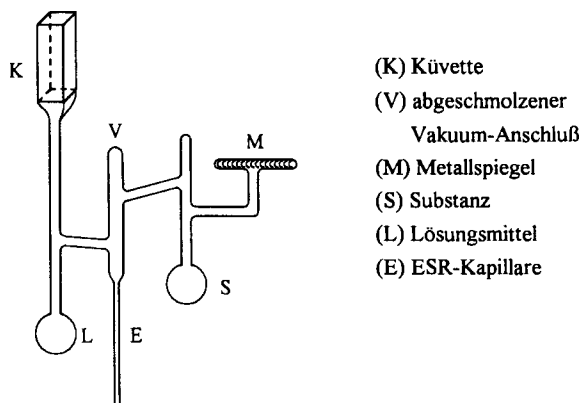 K
V
M
S
L
E
(K) Küvette
(V) abgeschmolzener
Vakuum-Anschluß
(M) Metallspiegel
(S) Substanz
(L) Lösungsmittel
(E) ESR-Kapillare